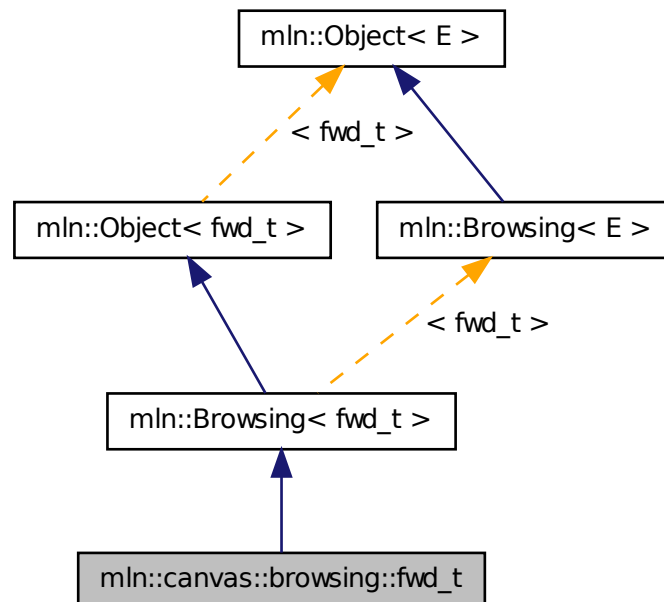 mln::Object< E >
< fwd_t >
mln::Object< fwd_t >
mln::Browsing< E >
< fwd_t >
mln::Browsing< fwd_t >
mln::canvas::browsing::fwd_t